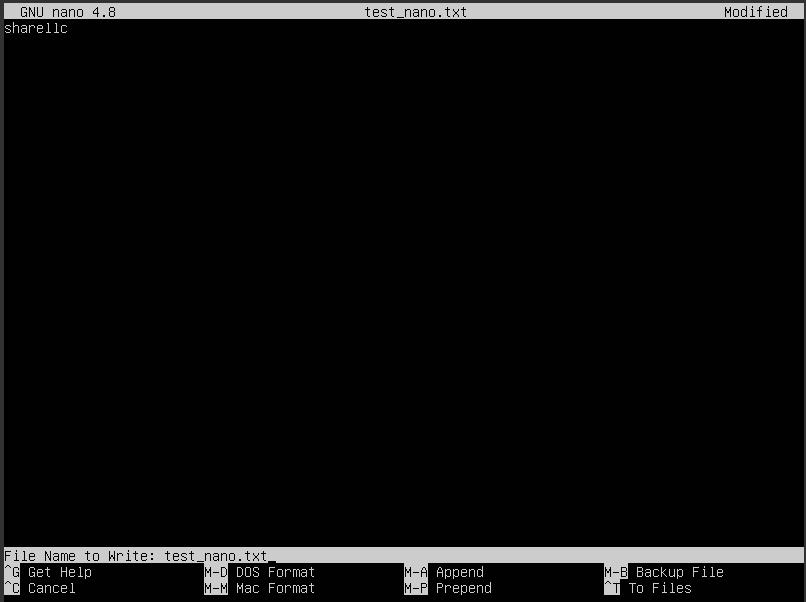 GNU nano 4.8 test_nano.txt Modified
sharellc
File Name to Write: test_nano.txt
^G Get Help M-D DOS Format M-A Append M-B Backup File
^C Cancel M-M Mac Format M-P Prepend ^T To Files